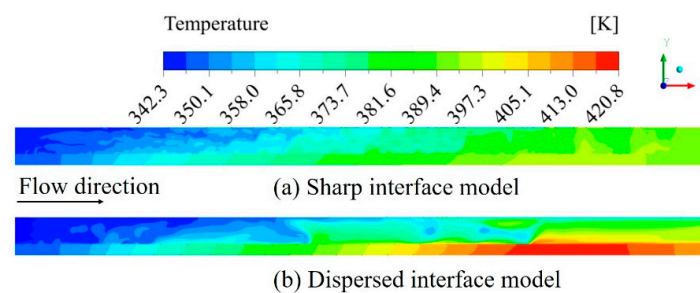 Temperature [K]
342.3 350.1 358.0 365.8 373.7 381.6 389.4 397.3 405.1 413.0 420.8
Y
Flow direction
(a) Sharp interface model
(b) Dispersed interface model